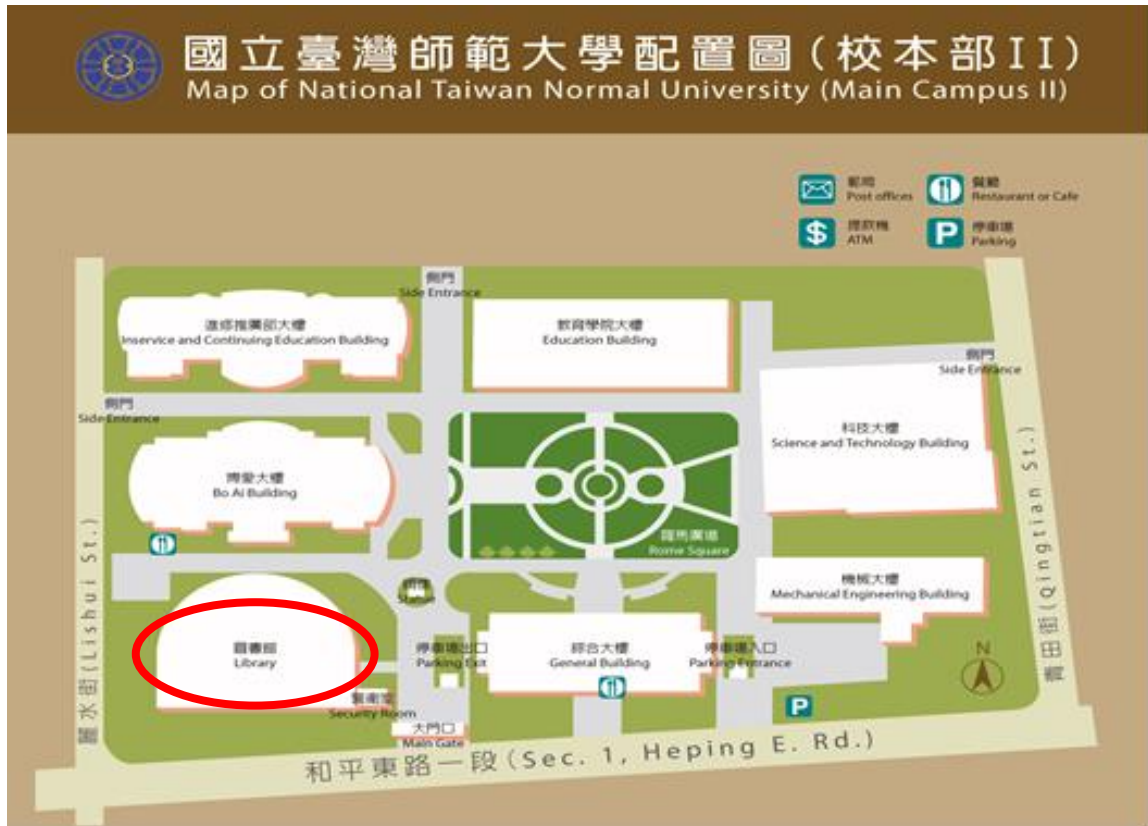 國立臺灣師範大學配置圖(校本部II)
Map of National Taiwan Normal University (Main Campus II)
郵局
Post offices
餐廳
Restaurant or Cafe
提款機
ATM
停車場
Parking
側門
Side Entrance
進修推廣部大樓
Inservice and Continuing Education Building
教育學院大樓
Education Building
側門
Side Entrance
側門
Side Entrance
科技大樓
Science and Technology Building
博愛大樓
Bo Ai Building
羅馬廣場
Rome Square
機械大樓
Mechanical Engineering Building
Statue
圖書館
Library
停車場出口
Parking Exit
綜合大樓
General Building
停車場入口
Parking Entrance
N
警衛室
Security Room
大門口
Main Gate
麗水街(Lishui St.)
青田街(Qingtian St.)
和平東路一段(Sec. 1, Heping E. Rd.)